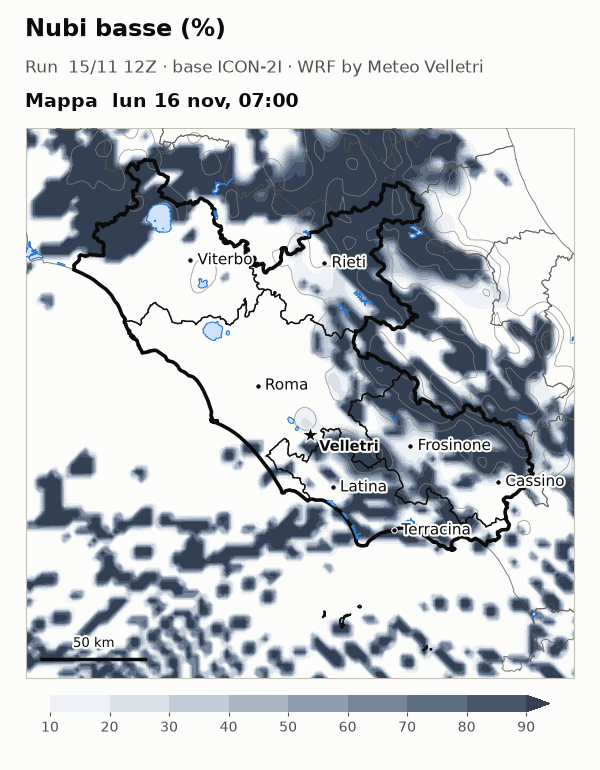 Nubi basse (%)
Run  15/11 12Z · base ICON-2I · WRF by Meteo Velletri
Mappa  lun 16 nov, 07:00
Viterbo
Rieti
Roma
Velletri
Frosinone
Cassino
Latina
Terracina
50 km
10 20 30 40 50 60 70 80 90